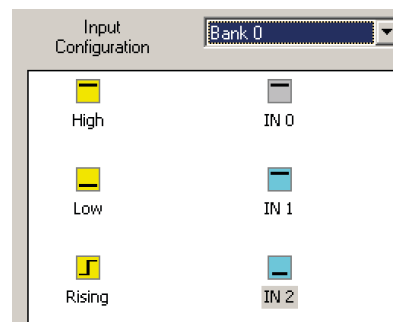 Input
Configuration
Bank 0
High
IN 0
Low
IN 1
Rising
IN 2